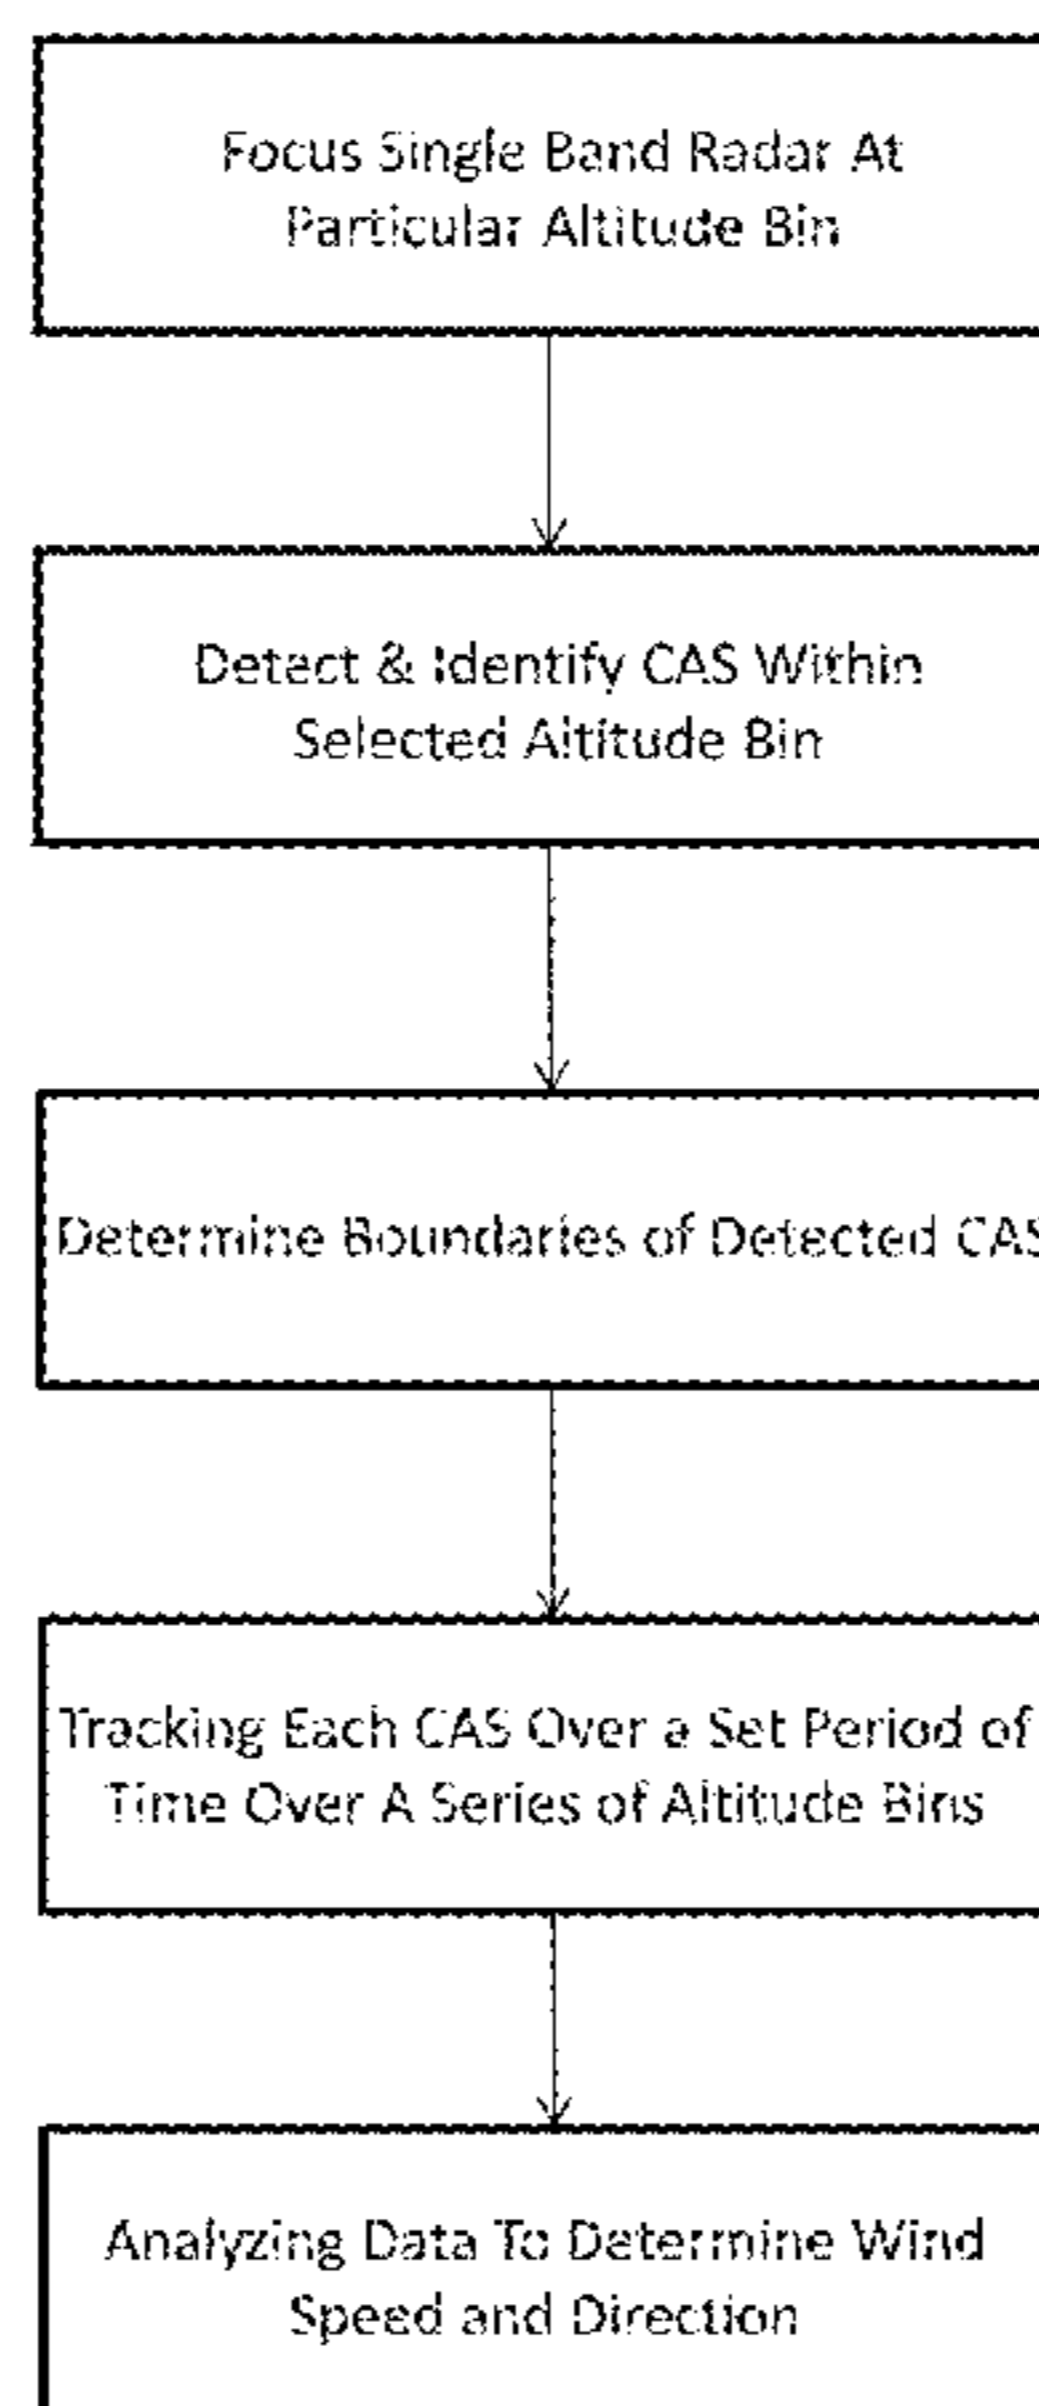 Focus Single Band Radar At
Particular Altitude Bin
Detect & Identify CAS Within
Selected Altitude Bin
Determine Boundaries of Detected CAS
Tracking Each CAS Over a Set Period of
Time Over A Series of Altitude Bins
Analyzing Data To Determine Wind
Speed and Direction